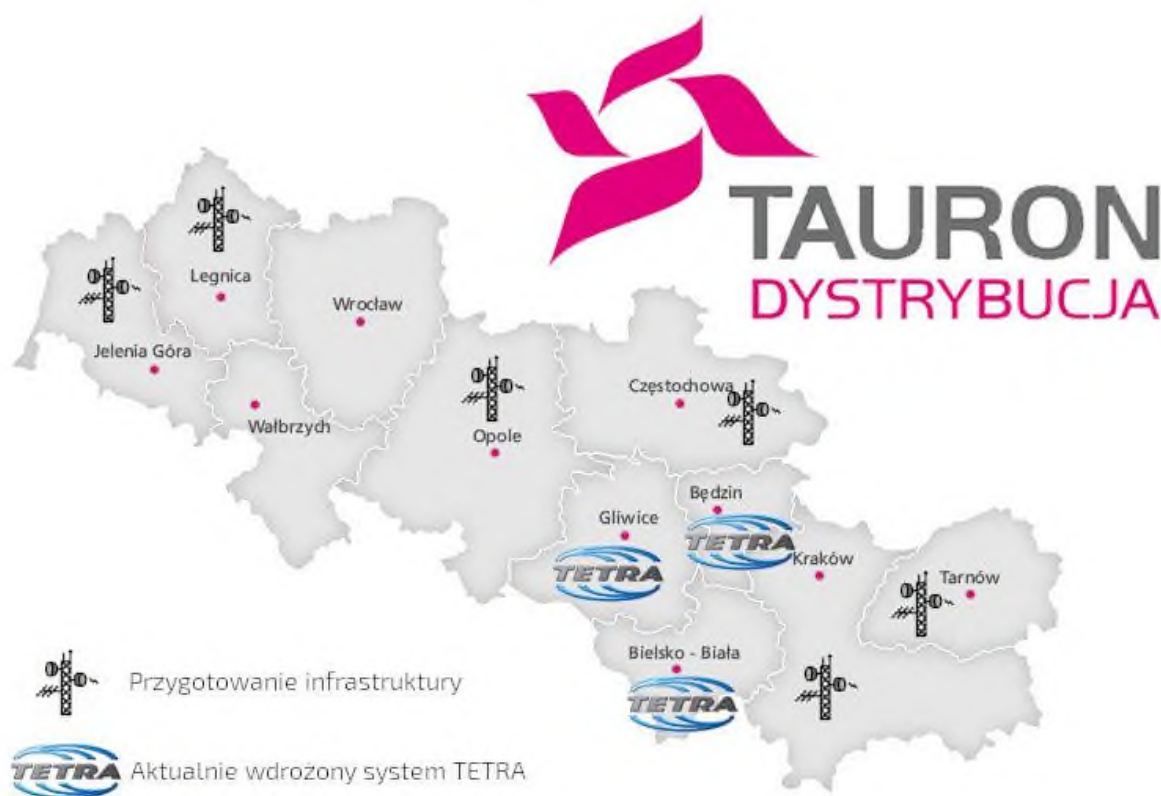 TAURON
DYSTRYBUCJA
Legnica
Wrocław
Jelenia Góra
Wałbrzych
Opole
Częstochowa
Będzin
Gliwice
TETRA
TETRA
Kraków
Tarnów
Bielsko - Biała
TETRA
Przygotowanie infrastruktury
TETRA Aktualnie wdrożony system TETRA